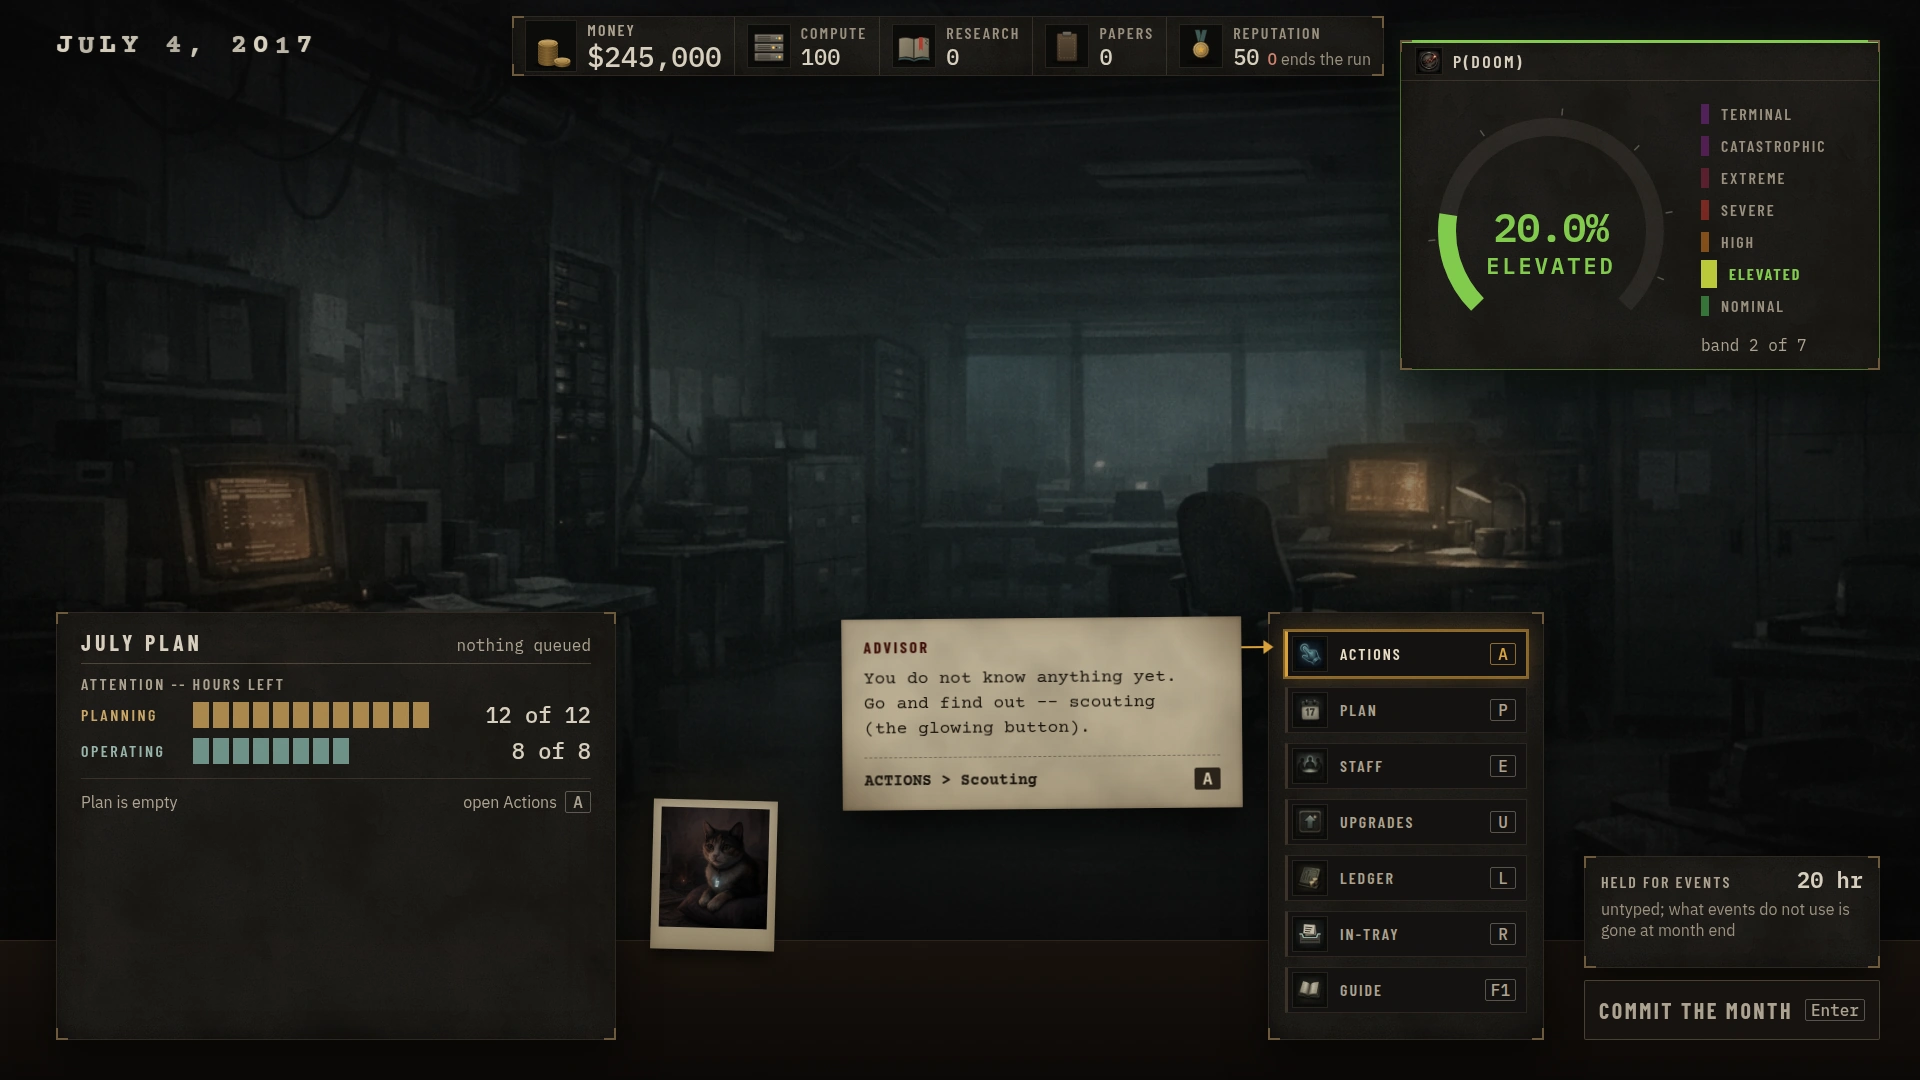 JULY 4, 2017
MONEY
$245,000
COMPUTE
100
RESEARCH
0
PAPERS
0
REPUTATION
50 0 ends the run
P(DOOM)
20.0%
ELEVATED
TERMINAL
CATASTROPHIC
EXTREME
SEVERE
HIGH
ELEVATED
NOMINAL
band 2 of 7
JULY PLAN
nothing queued
ATTENTION -- HOURS LEFT
PLANNING 12 of 12
OPERATING 8 of 8
Plan is empty
open Actions A
ADVISOR
You do not know anything yet.
Go and find out -- scouting
(the glowing button).
ACTIONS > Scouting A
ACTIONS A
17
PLAN P
STAFF E
UPGRADES U
LEDGER L
IN-TRAY R
GUIDE F1
HELD FOR EVENTS 20 hr
untyped; what events do not use is
gone at month end
COMMIT THE MONTH Enter